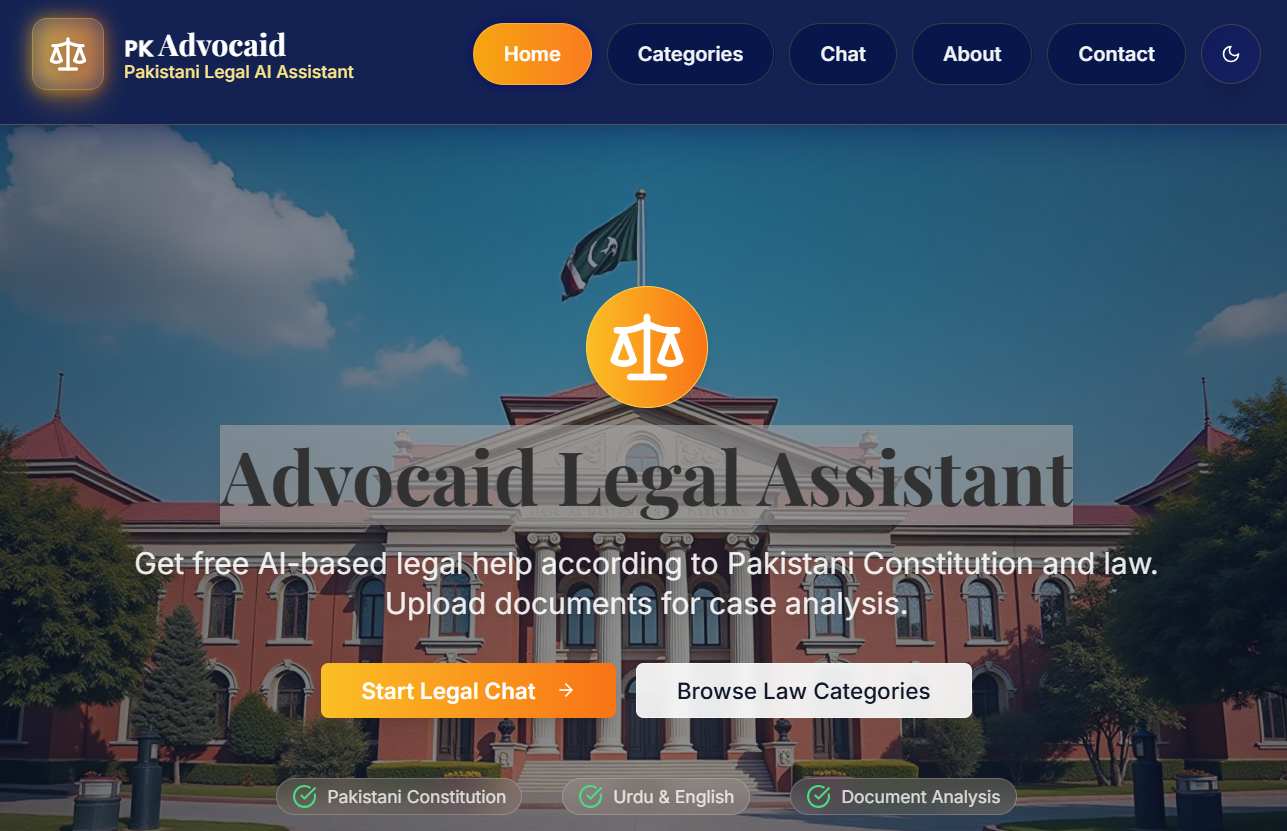 PK Advocaid
Pakistani Legal AI Assistant
Home
Categories
Chat
About
Contact
Advocaid Legal Assistant
Get free AI-based legal help according to Pakistani Constitution and law.
Upload documents for case analysis.
Start Legal Chat →
Browse Law Categories
Pakistani Constitution
Urdu & English
Document Analysis